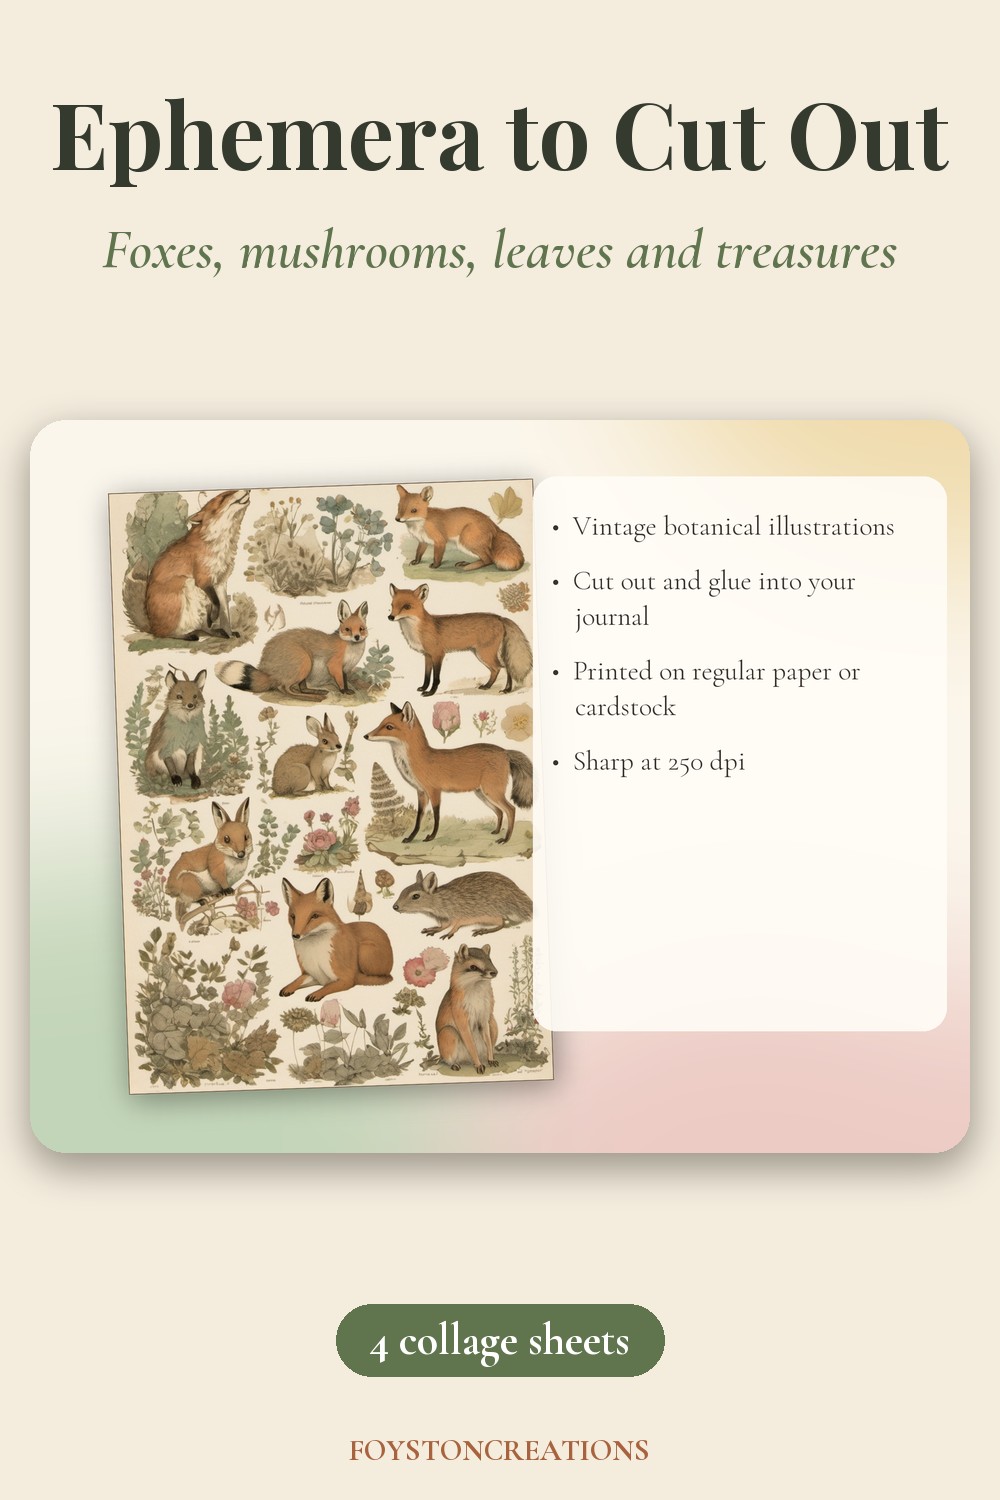 Ephemera to Cut Out
Foxes, mushrooms, leaves and treasures
• Vintage botanical illustrations
• Cut out and glue into your
journal
• Printed on regular paper or
cardstock
• Sharp at 250 dpi
4 collage sheets
FOYSTONCREATIONS